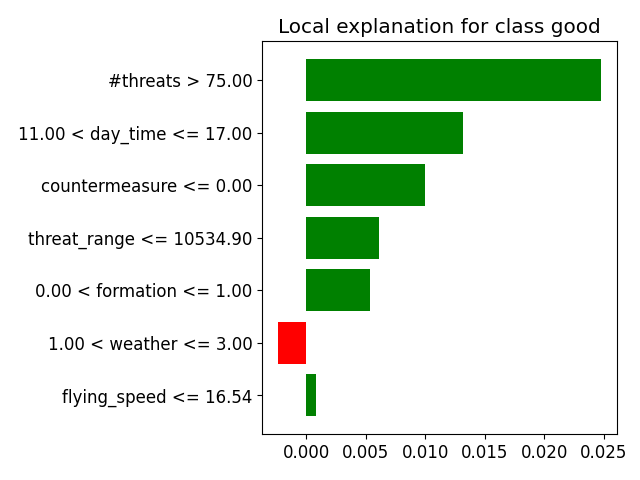 Local explanation for class good
#threats > 75.00
11.00 < day_time <= 17.00
countermeasure <= 0.00
threat_range <= 10534.90
0.00 < formation <= 1.00
1.00 < weather <= 3.00
flying_speed <= 16.54
0.000 0.005 0.010 0.015 0.020 0.025